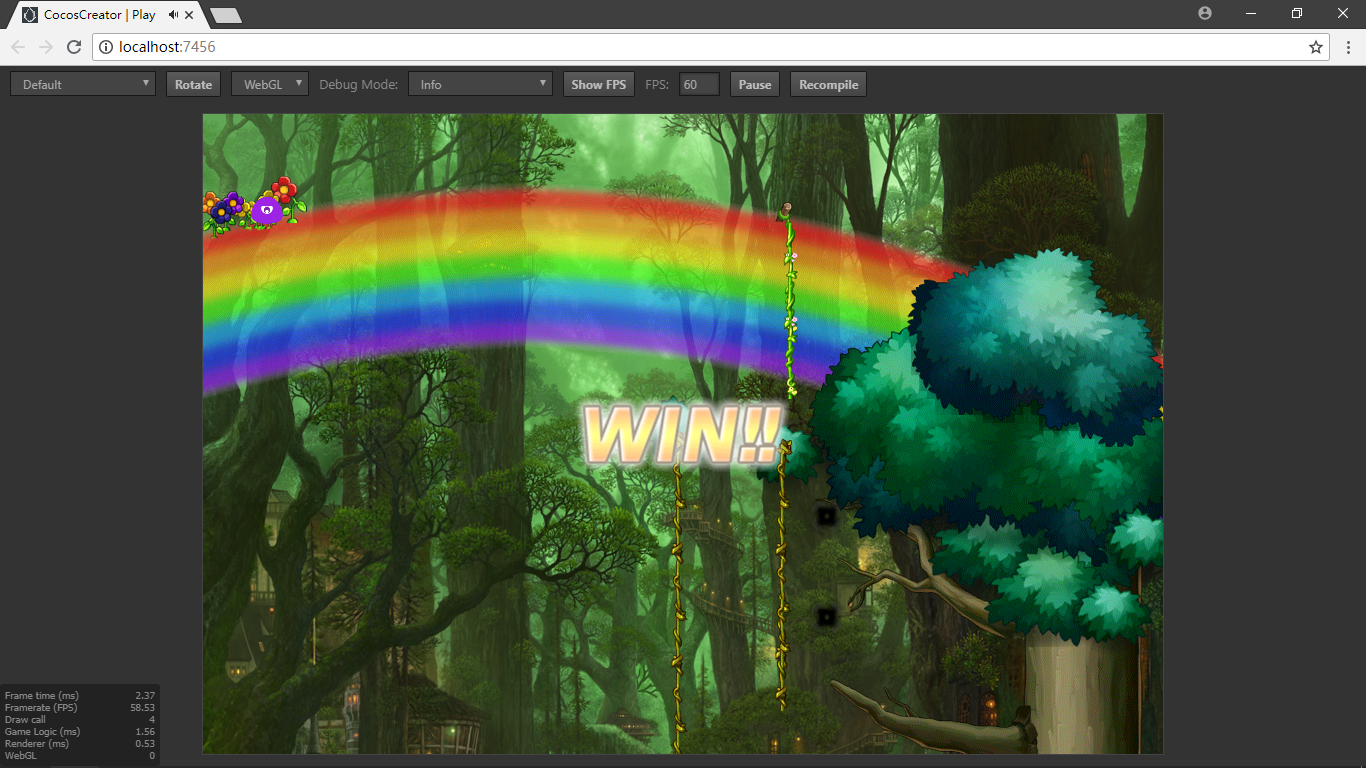 CocosCreator | Play
localhost:7456
Default Rotate WebGL Debug Mode: Info Show FPS FPS: 60 Pause Recompile
WIN!!
Frame time (ms) 2.37
Framerate (FPS) 58.53
Draw call 4
Game Logic (ms) 1.56
Renderer (ms) 0.53
WebGL 0